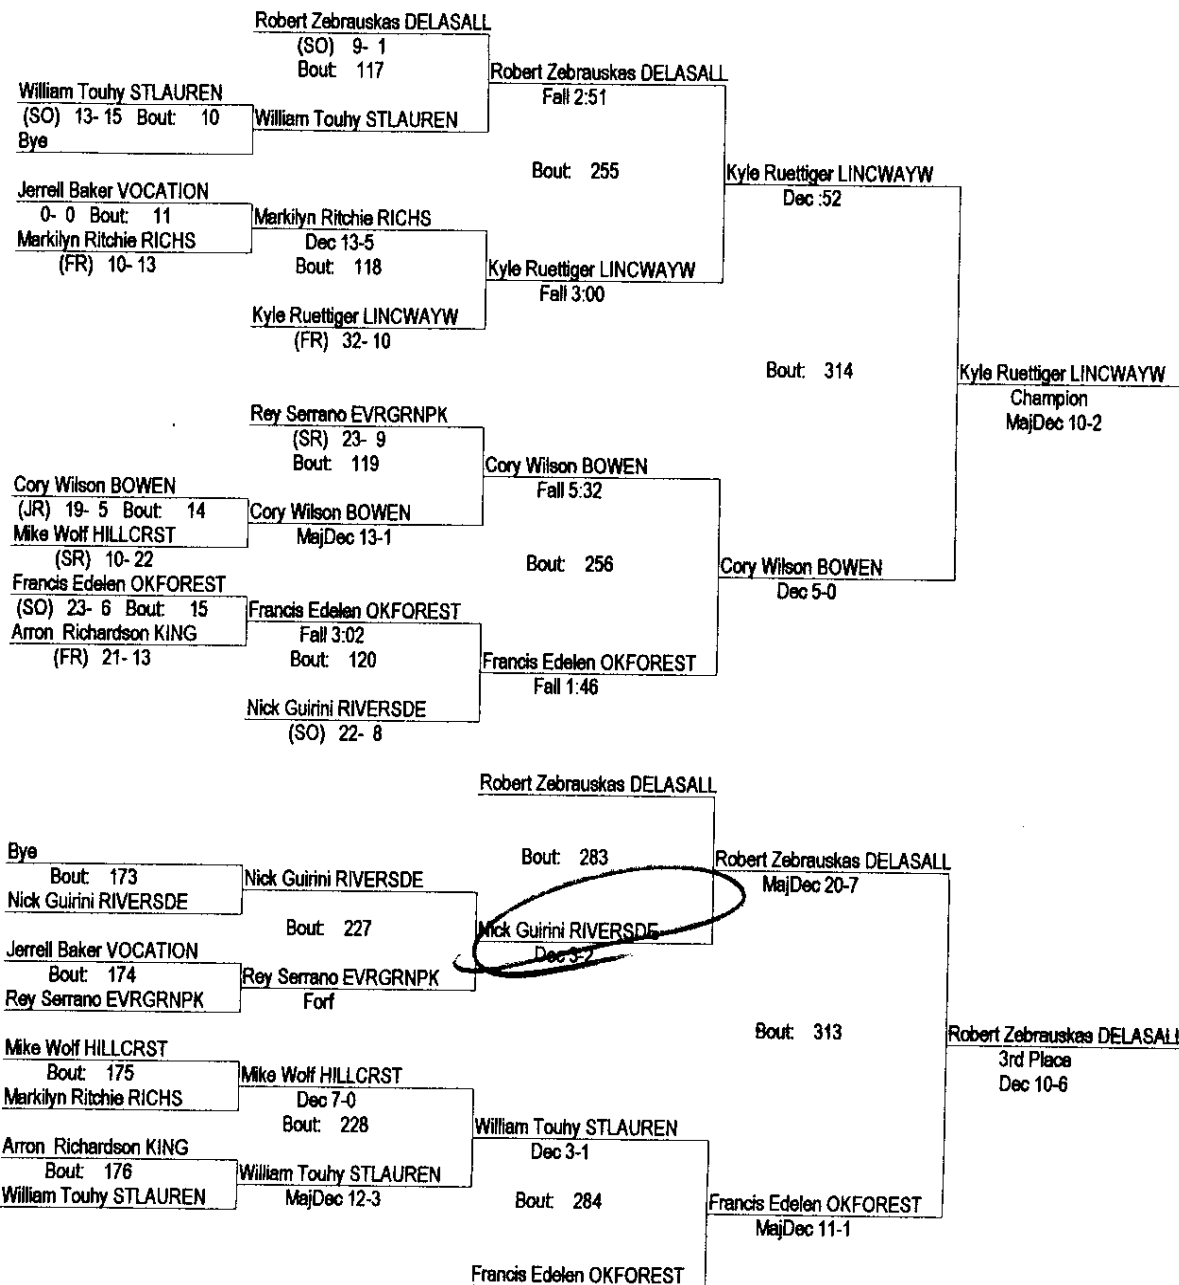 Robert Zebrauskas DELASALL
(SO) 9- 1
Bout: 117
Robert Zebrauskas DELASALL
Fall 2:51
William Touhy STLAUREN
(SO) 13- 15 Bout: 10
Bye
William Touhy STLAUREN
Bout: 255
Kyle Ruettiger LINCWAYW
Dec :52
Jerrell Baker VOCATION
0- 0 Bout: 11
Markilyn Ritchie RICHS
(FR) 10- 13
Markilyn Ritchie RICHS
Dec 13-5
Bout: 118
Kyle Ruettiger LINCWAYW
Fall 3:00
Kyle Ruettiger LINCWAYW
(FR) 32- 10
Bout: 314
Kyle Ruettiger LINCWAYW
Champion
MajDec 10-2
Rey Serrano EVRGRNPK
(SR) 23- 9
Bout: 119
Cory Wilson BOWEN
Fall 5:32
Cory Wilson BOWEN
(JR) 19- 5 Bout: 14
Mike Wolf HILLCRST
(SR) 10- 22
Cory Wilson BOWEN
MajDec 13-1
Bout: 256
Cory Wilson BOWEN
Dec 5-0
Francis Edelen OKFOREST
(SO) 23- 6 Bout: 15
Arron Richardson KING
(FR) 21- 13
Francis Edelen OKFOREST
Fall 3:02
Bout: 120
Francis Edelen OKFOREST
Fall 1:46
Nick Guirini RIVERSDE
(SO) 22- 8
Robert Zebrauskas DELASALL
Bye
Bout: 173
Nick Guirini RIVERSDE
Nick Guirini RIVERSDE
Bout: 283
Robert Zebrauskas DELASALL
MajDec 20-7
Bout: 227
Nick Guirini RIVERSDE
Dec 3-2
Jerrell Baker VOCATION
Bout: 174
Rey Serrano EVRGRNPK
Rey Serrano EVRGRNPK
Forf
Bout: 313
Robert Zebrauskas DELASALL
3rd Place
Dec 10-6
Mike Wolf HILLCRST
Bout: 175
Markilyn Ritchie RICHS
Mike Wolf HILLCRST
Dec 7-0
Bout: 228
William Touhy STLAUREN
Dec 3-1
Arron Richardson KING
Bout: 176
William Touhy STLAUREN
William Touhy STLAUREN
MajDec 12-3
Bout: 284
Francis Edelen OKFOREST
MajDec 11-1
Francis Edelen OKFOREST